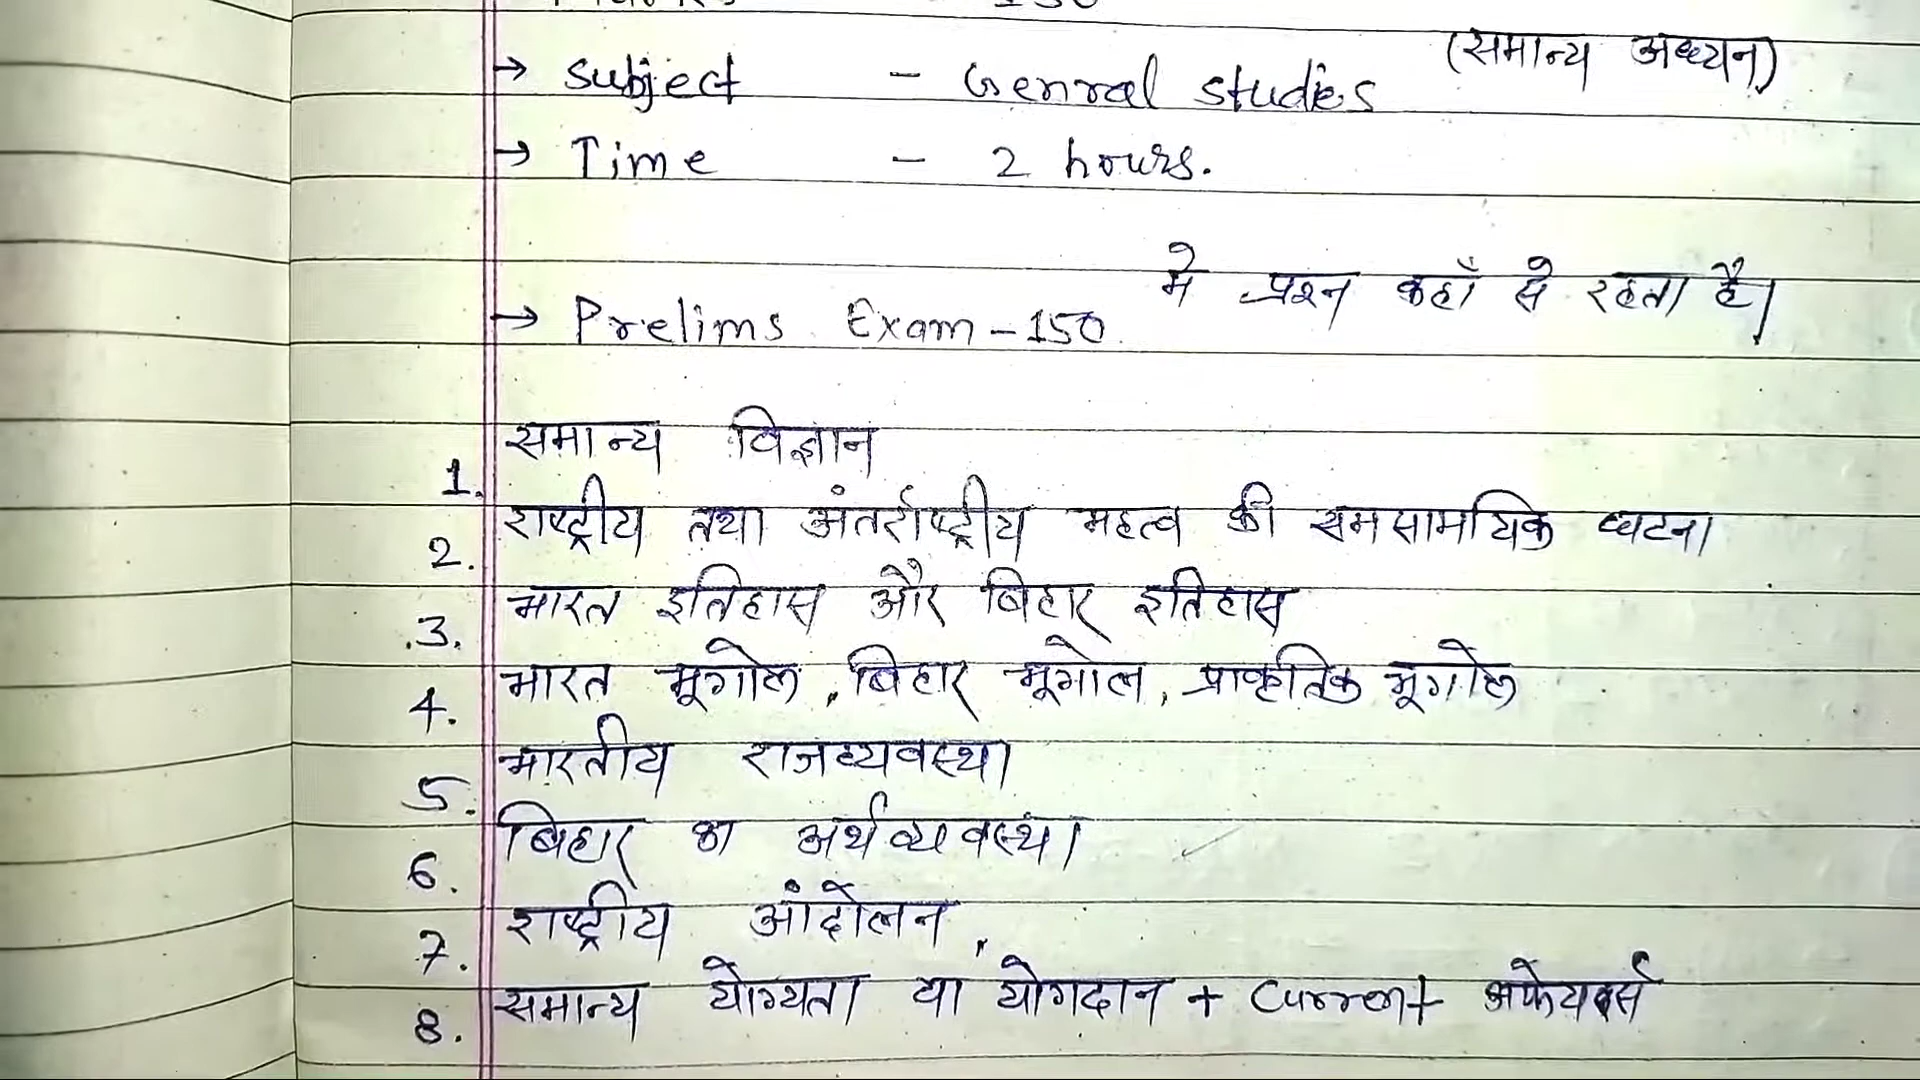 → Subject - Genral studies (समान्य अध्यन)
→ Time - 2 hours.
→ Prelims Exam - 150 मे प्रश्न कहाँ से रहता है।
1. समान्य विज्ञान
2. राष्ट्रीय तथा अंतर्राष्ट्रीय महत्व की समसामयिक घटना
3. भारत इतिहास और बिहार इतिहास
4. भारत भूगोल, बिहार भूगोल, प्राकृतिक भूगोल
5. भारतीय राजव्यवस्था
6. बिहार का अर्थव्यवस्था
7. राष्ट्रीय आंदोलन,
8. समान्य योग्यता या योगदान + Current अफेयर्स